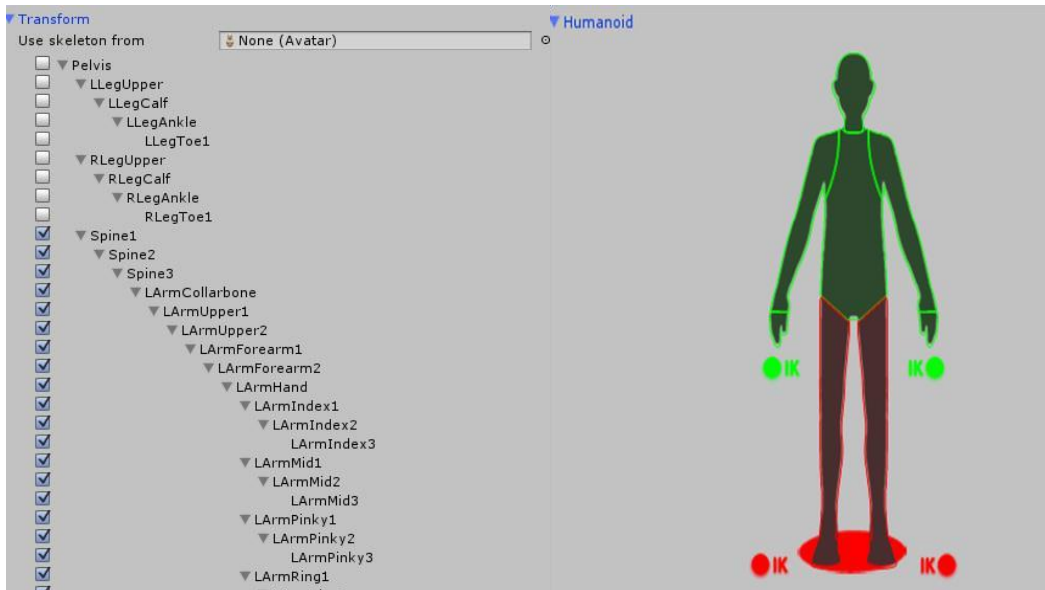 Transform
Use skeleton from None (Avatar)
Pelvis
LLegUpper
LLegCalf
LLegAnkle
LLegToe1
RLegUpper
RLegCalf
RLegAnkle
RLegToe1
Spine1
Spine2
Spine3
LArmCollarbone
LArmUpper1
LArmUpper2
LArmForearm1
LArmForearm2
LArmHand
LArmIndex1
LArmIndex2
LArmIndex3
LArmMid1
LArmMid2
LArmMid3
LArmPinky1
LArmPinky2
LArmPinky3
LArmRing1
Humanoid
IK IK
IK IK